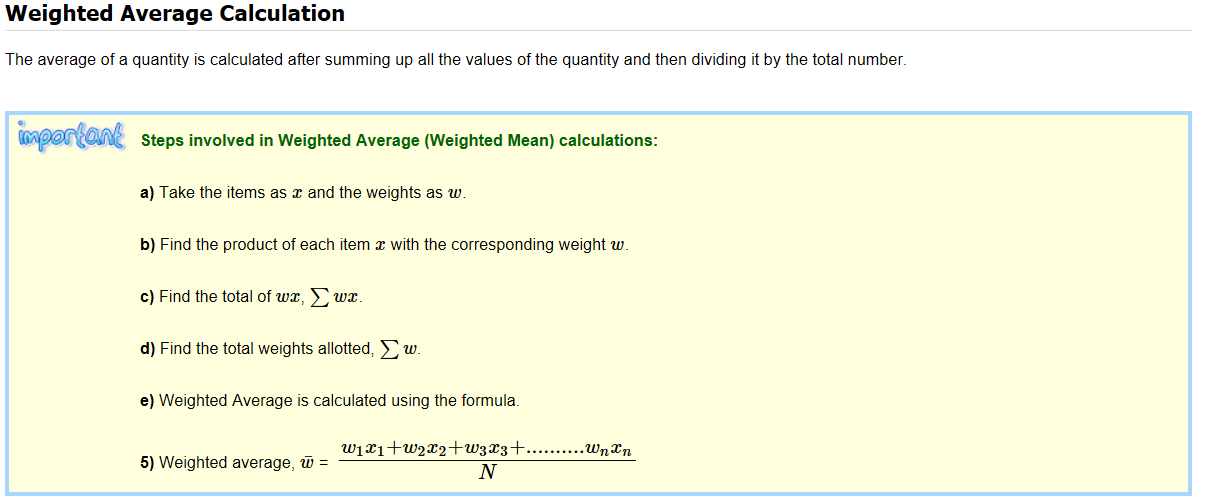 Weighted Average Calculation
The average of a quantity is calculated after summing up all the values of the quantity and then dividing it by the total number.
important
Steps involved in Weighted Average (Weighted Mean) calculations:
a) Take the items as x and the weights as w.
b) Find the product of each item x with the corresponding weight w.
c) Find the total of wx, ∑ wx.
d) Find the total weights allotted, ∑ w.
e) Weighted Average is calculated using the formula.
5) Weighted average, w̄ = w₁x₁+w₂x₂+w₃x₃+..........wₙxₙ
N